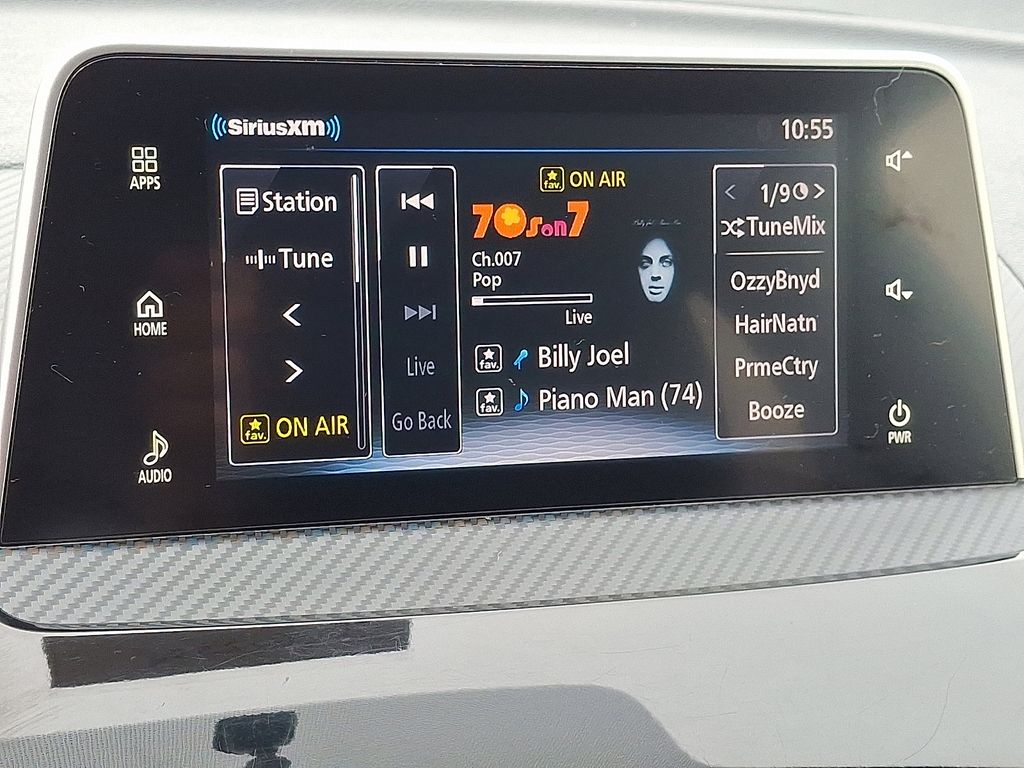 SiriusXM
10:55
APPS
HOME
AUDIO
Station
Tune
fav. ON AIR
Live
Go Back
fav. ON AIR
70s on 7
Ch.007
Pop
Live
fav. Billy Joel
fav. Piano Man (74)
1/9
TuneMix
OzzyBnyd
HairNatn
PrmeCtry
Booze
PWR